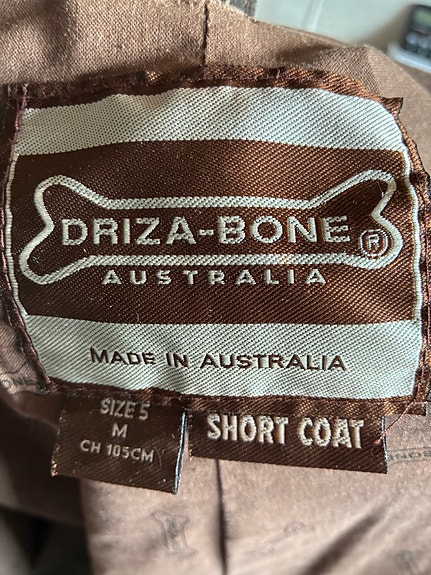 DRIZA-BONE ®
AUSTRALIA
MADE IN AUSTRALIA
SIZE 5
M
CH 105CM
SHORT COAT